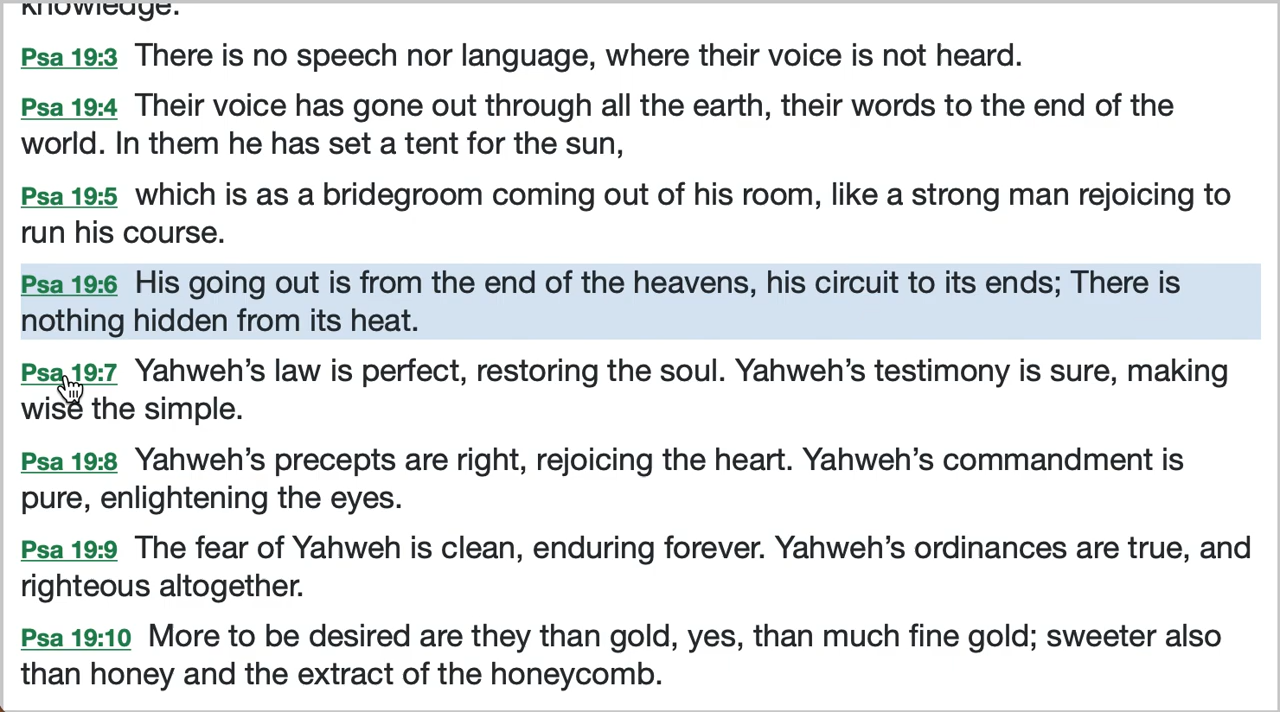 knowledge.
Psa 19:3 There is no speech nor language, where their voice is not heard.
Psa 19:4 Their voice has gone out through all the earth, their words to the end of the
world. In them he has set a tent for the sun,
Psa 19:5 which is as a bridegroom coming out of his room, like a strong man rejoicing to
run his course.
Psa 19:6 His going out is from the end of the heavens, his circuit to its ends; There is
nothing hidden from its heat.
Psa 19:7 Yahweh’s law is perfect, restoring the soul. Yahweh’s testimony is sure, making
wise the simple.
Psa 19:8 Yahweh’s precepts are right, rejoicing the heart. Yahweh’s commandment is
pure, enlightening the eyes.
Psa 19:9 The fear of Yahweh is clean, enduring forever. Yahweh’s ordinances are true, and
righteous altogether.
Psa 19:10 More to be desired are they than gold, yes, than much fine gold; sweeter also
than honey and the extract of the honeycomb.